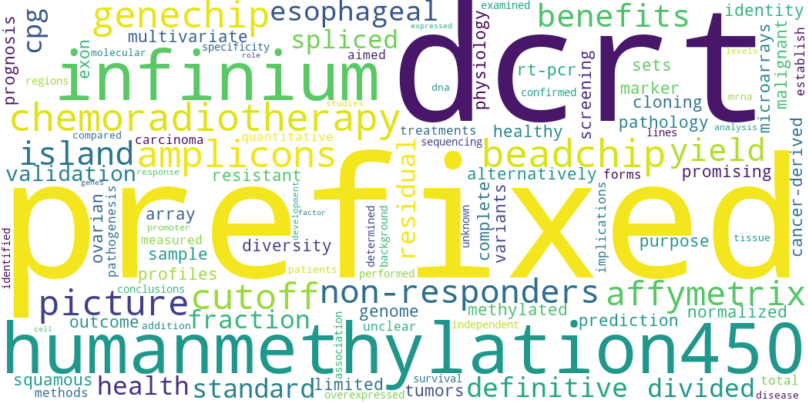 genechip
esophageal
benefits
identity
cpg
prognosis
multivariate
molecular
specificity
role
spliced
aimed
expressed
dcrt
physiology
examined
rt-pcr
sets
marker
levels
malignant
establish
exon
regions
infinium
dna
confirmed
screening
cloning
mrna
microarrays
studies
chemoradiotherapy
treatments
healthy
pathology
analysis
compared
carcinoma
quantitative
sequencing
lines
island
amplicons
residual
beadchip
yield
validation
response
resistant
alternatively
forms
promising
genes
prefixed
ovarian
pathogenesis
array
promoter
measured
sample
profiles
conclusions
diversity
development
factor
patients
determined
background
performed
unknown
complete
variants
implications
purpose
tissue
cancer-derived
identified
picture
cutoff
non-responders
affymetrix
outcome
addition
fraction
genome
unclear
methylated
independent
prediction
normalized
cell
association
humanmethylation450
squamous
methods
health
standard
limited
overexpressed
survival
tumors
definitive
divided
total
disease